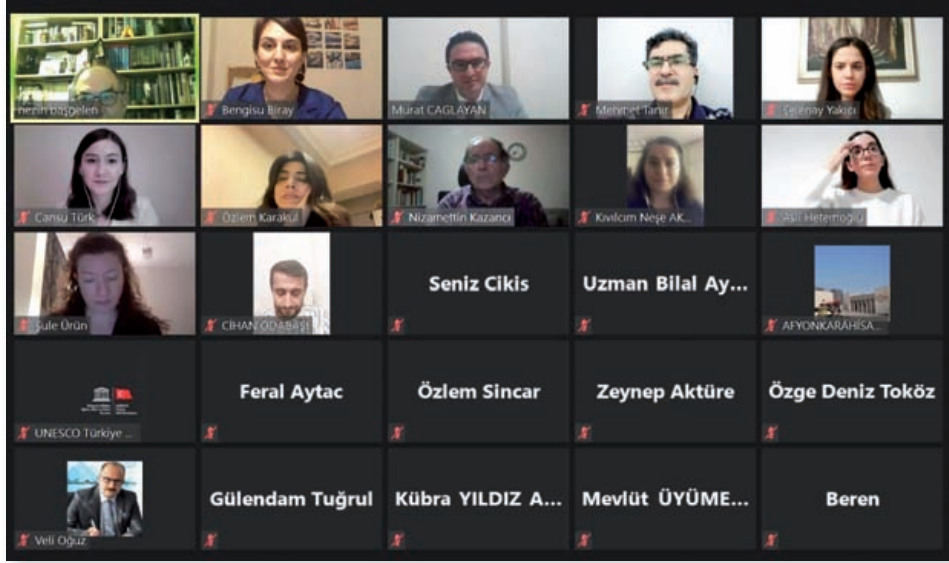 nezih başgelen
Bengisu Biray
Murat CAGLAYAN
Mehmet Tanır
Selenay Yakıcı
Cansu Türk
Özlem Karakul
Nizamettin Kazancı
Kıvılcım Neşe AK...
Aslı Hetemoğlu
Şule Ürün
CİHAN ODABAŞI
Seniz Cikis
Uzman Bilal Ay...
AFYONKARAHİSA...
UNESCO Türkiye ...
Feral Aytac
Özlem Sincar
Zeynep Aktüre
Özge Deniz Toköz
Veli Oğuz
Gülendam Tuğrul
Kübra YILDIZ A...
Mevlüt ÜYÜME...
Beren